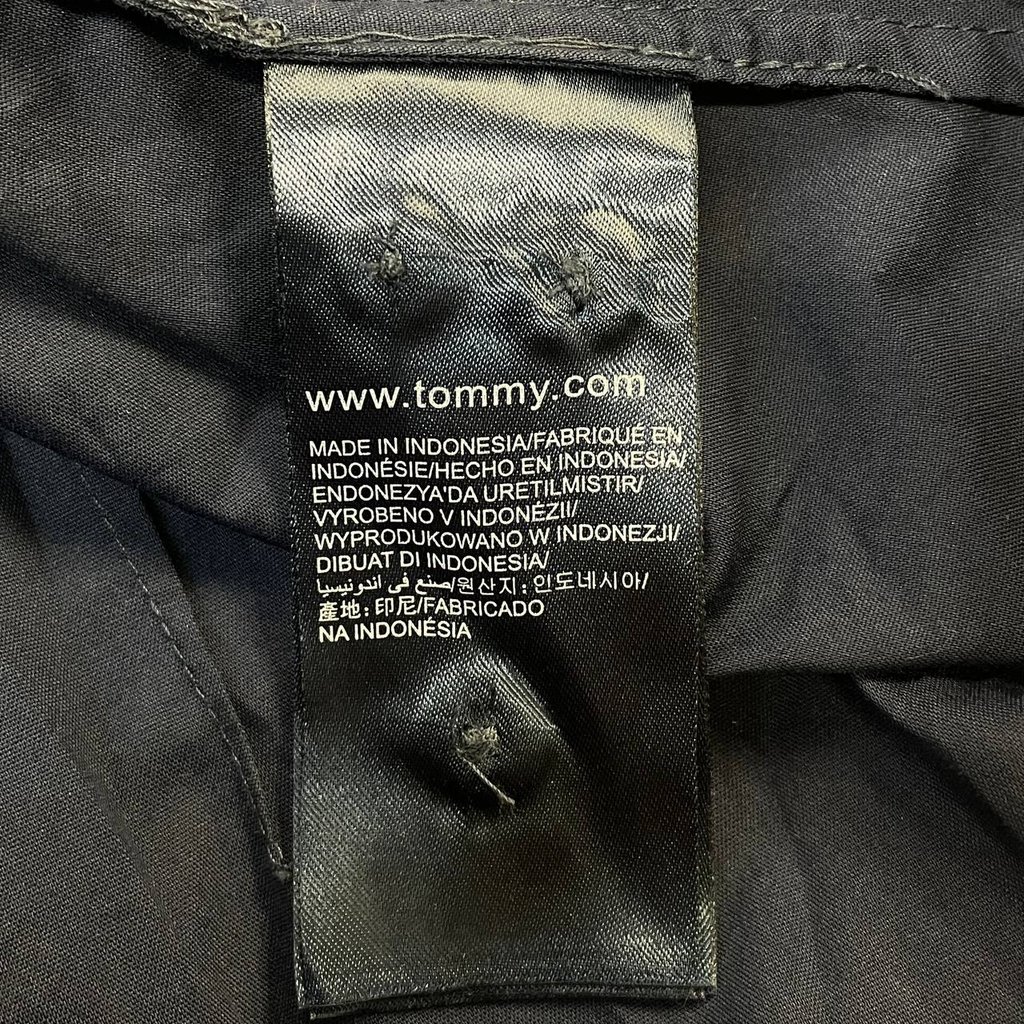 www.tommy.com
MADE IN INDONESIA/FABRIQUÉ EN
INDONÉSIE/HECHO EN INDONESIA/
ENDONEZYA'DA URETILMISTIR/
VYROBENO V INDONÉZII/
WYPRODUKOWANO W INDONEZJI/
DIBUAT DI INDONESIA/
صنع في اندونيسيا/원산지: 인도네시아/
產地: 印尼/FABRICADO
NA INDONÉSIA